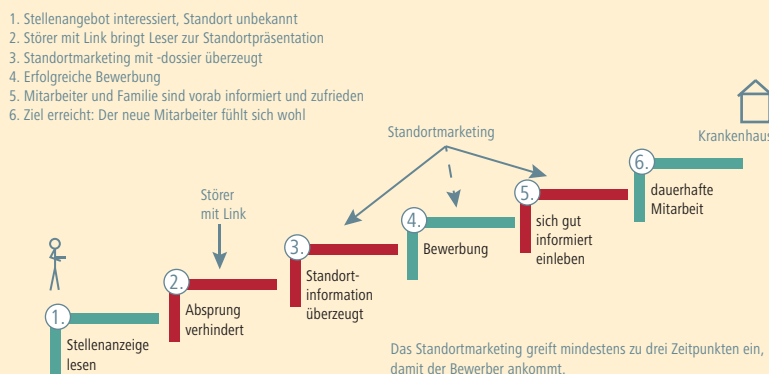 1. Stellenangebot interessiert, Standort unbekannt
2. Störer mit Link bringt Leser zur Standortpräsentation
3. Standortmarketing mit -dossier überzeugt
4. Erfolgreiche Bewerbung
5. Mitarbeiter und Familie sind vorab informiert und zufrieden
6. Ziel erreicht: Der neue Mitarbeiter fühlt sich wohl
Standortmarketing
Krankenhaus
6.
dauerhafte
Mitarbeit
5.
sich gut
informiert
einleben
Störer
mit Link
4.
Bewerbung
3.
Standort-
information
überzeugt
2.
Absprung
verhindert
1.
Stellenanzeige
lesen
Das Standortmarketing greift mindestens zu drei Zeitpunkten ein,
damit der Bewerber ankommt.